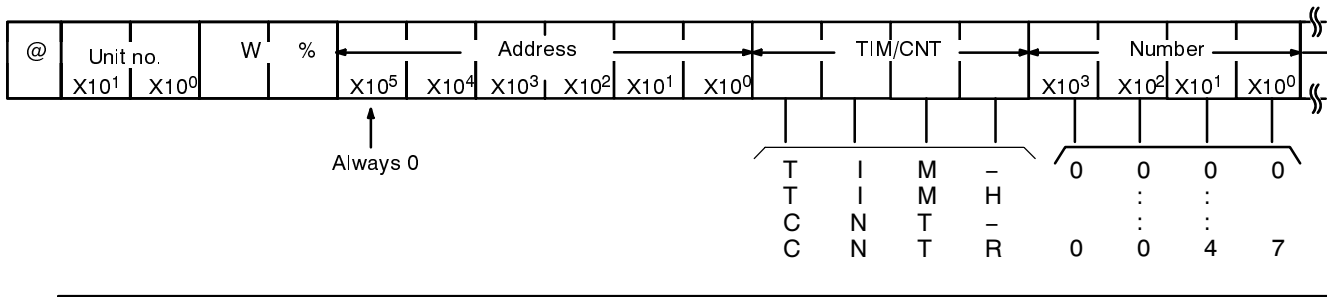 @ Unit no. W % Address TIM/CNT Number
X10¹ X10⁰ X10⁵ X10⁴ X10³ X10² X10¹ X10⁰ X10³ X10² X10¹ X10⁰
Always 0
T I M – 0 0 0 0
T I M H : :
C N T – : :
C N T R 0 0 4 7